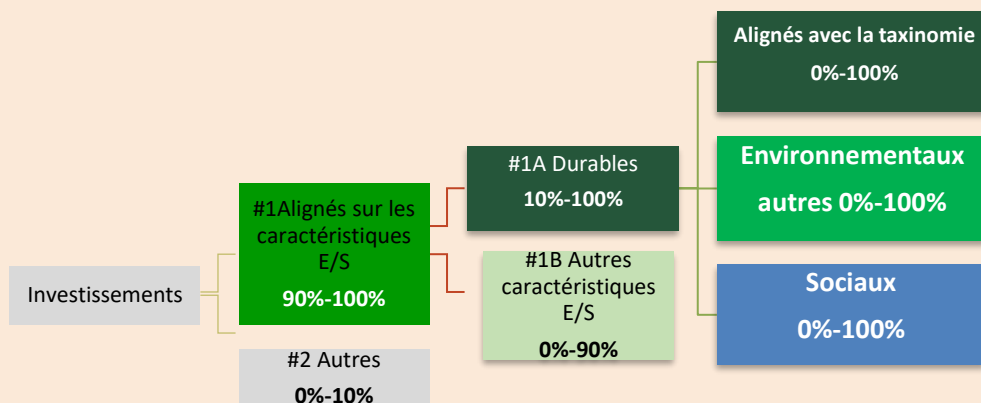 Investissements
#1Alignés sur les
caractéristiques
E/S
90%-100%
#2 Autres
0%-10%
#1A Durables
10%-100%
#1B Autres
caractéristiques
E/S
0%-90%
Alignés avec la taxinomie
0%-100%
Environnementaux
autres 0%-100%
Sociaux
0%-100%